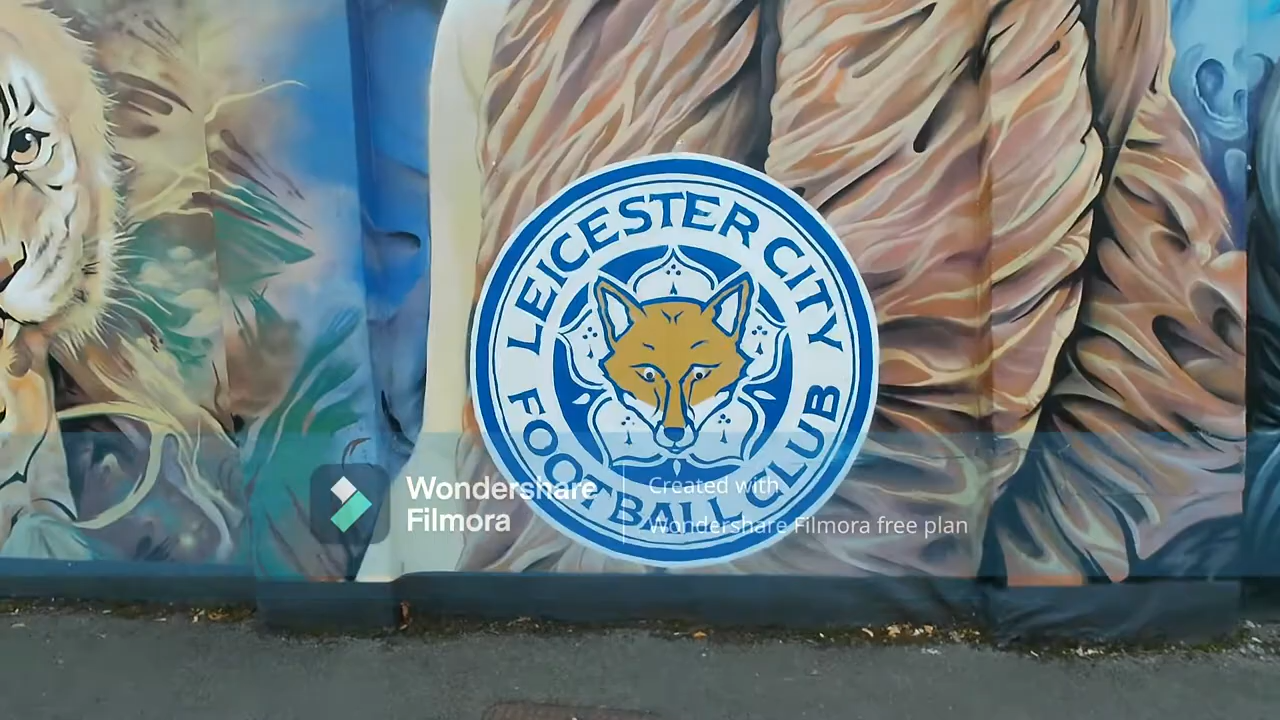 LEICESTER CITY
FOOTBALL CLUB
Wondershare
Filmora
Created with
Wondershare Filmora free plan